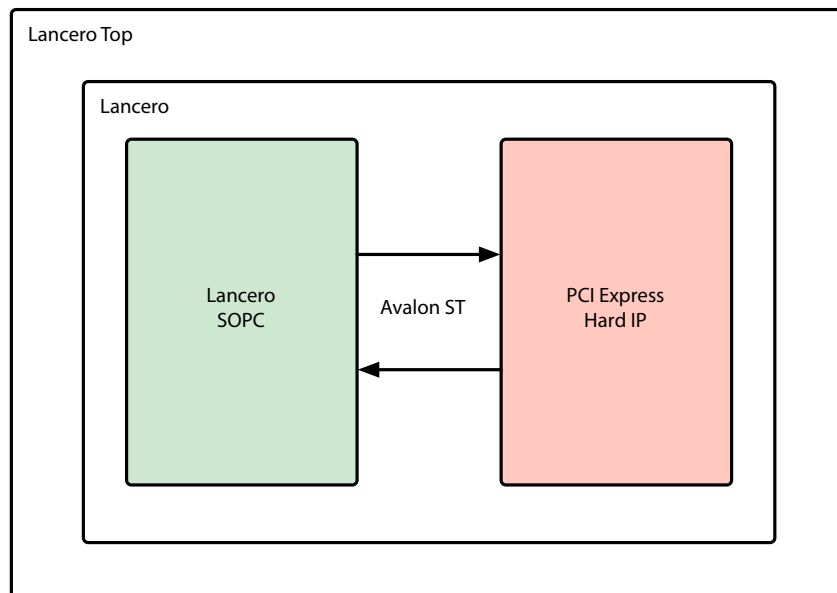 Lancero Top
Lancero
Lancero
SOPC
Avalon ST
PCI Express
Hard IP